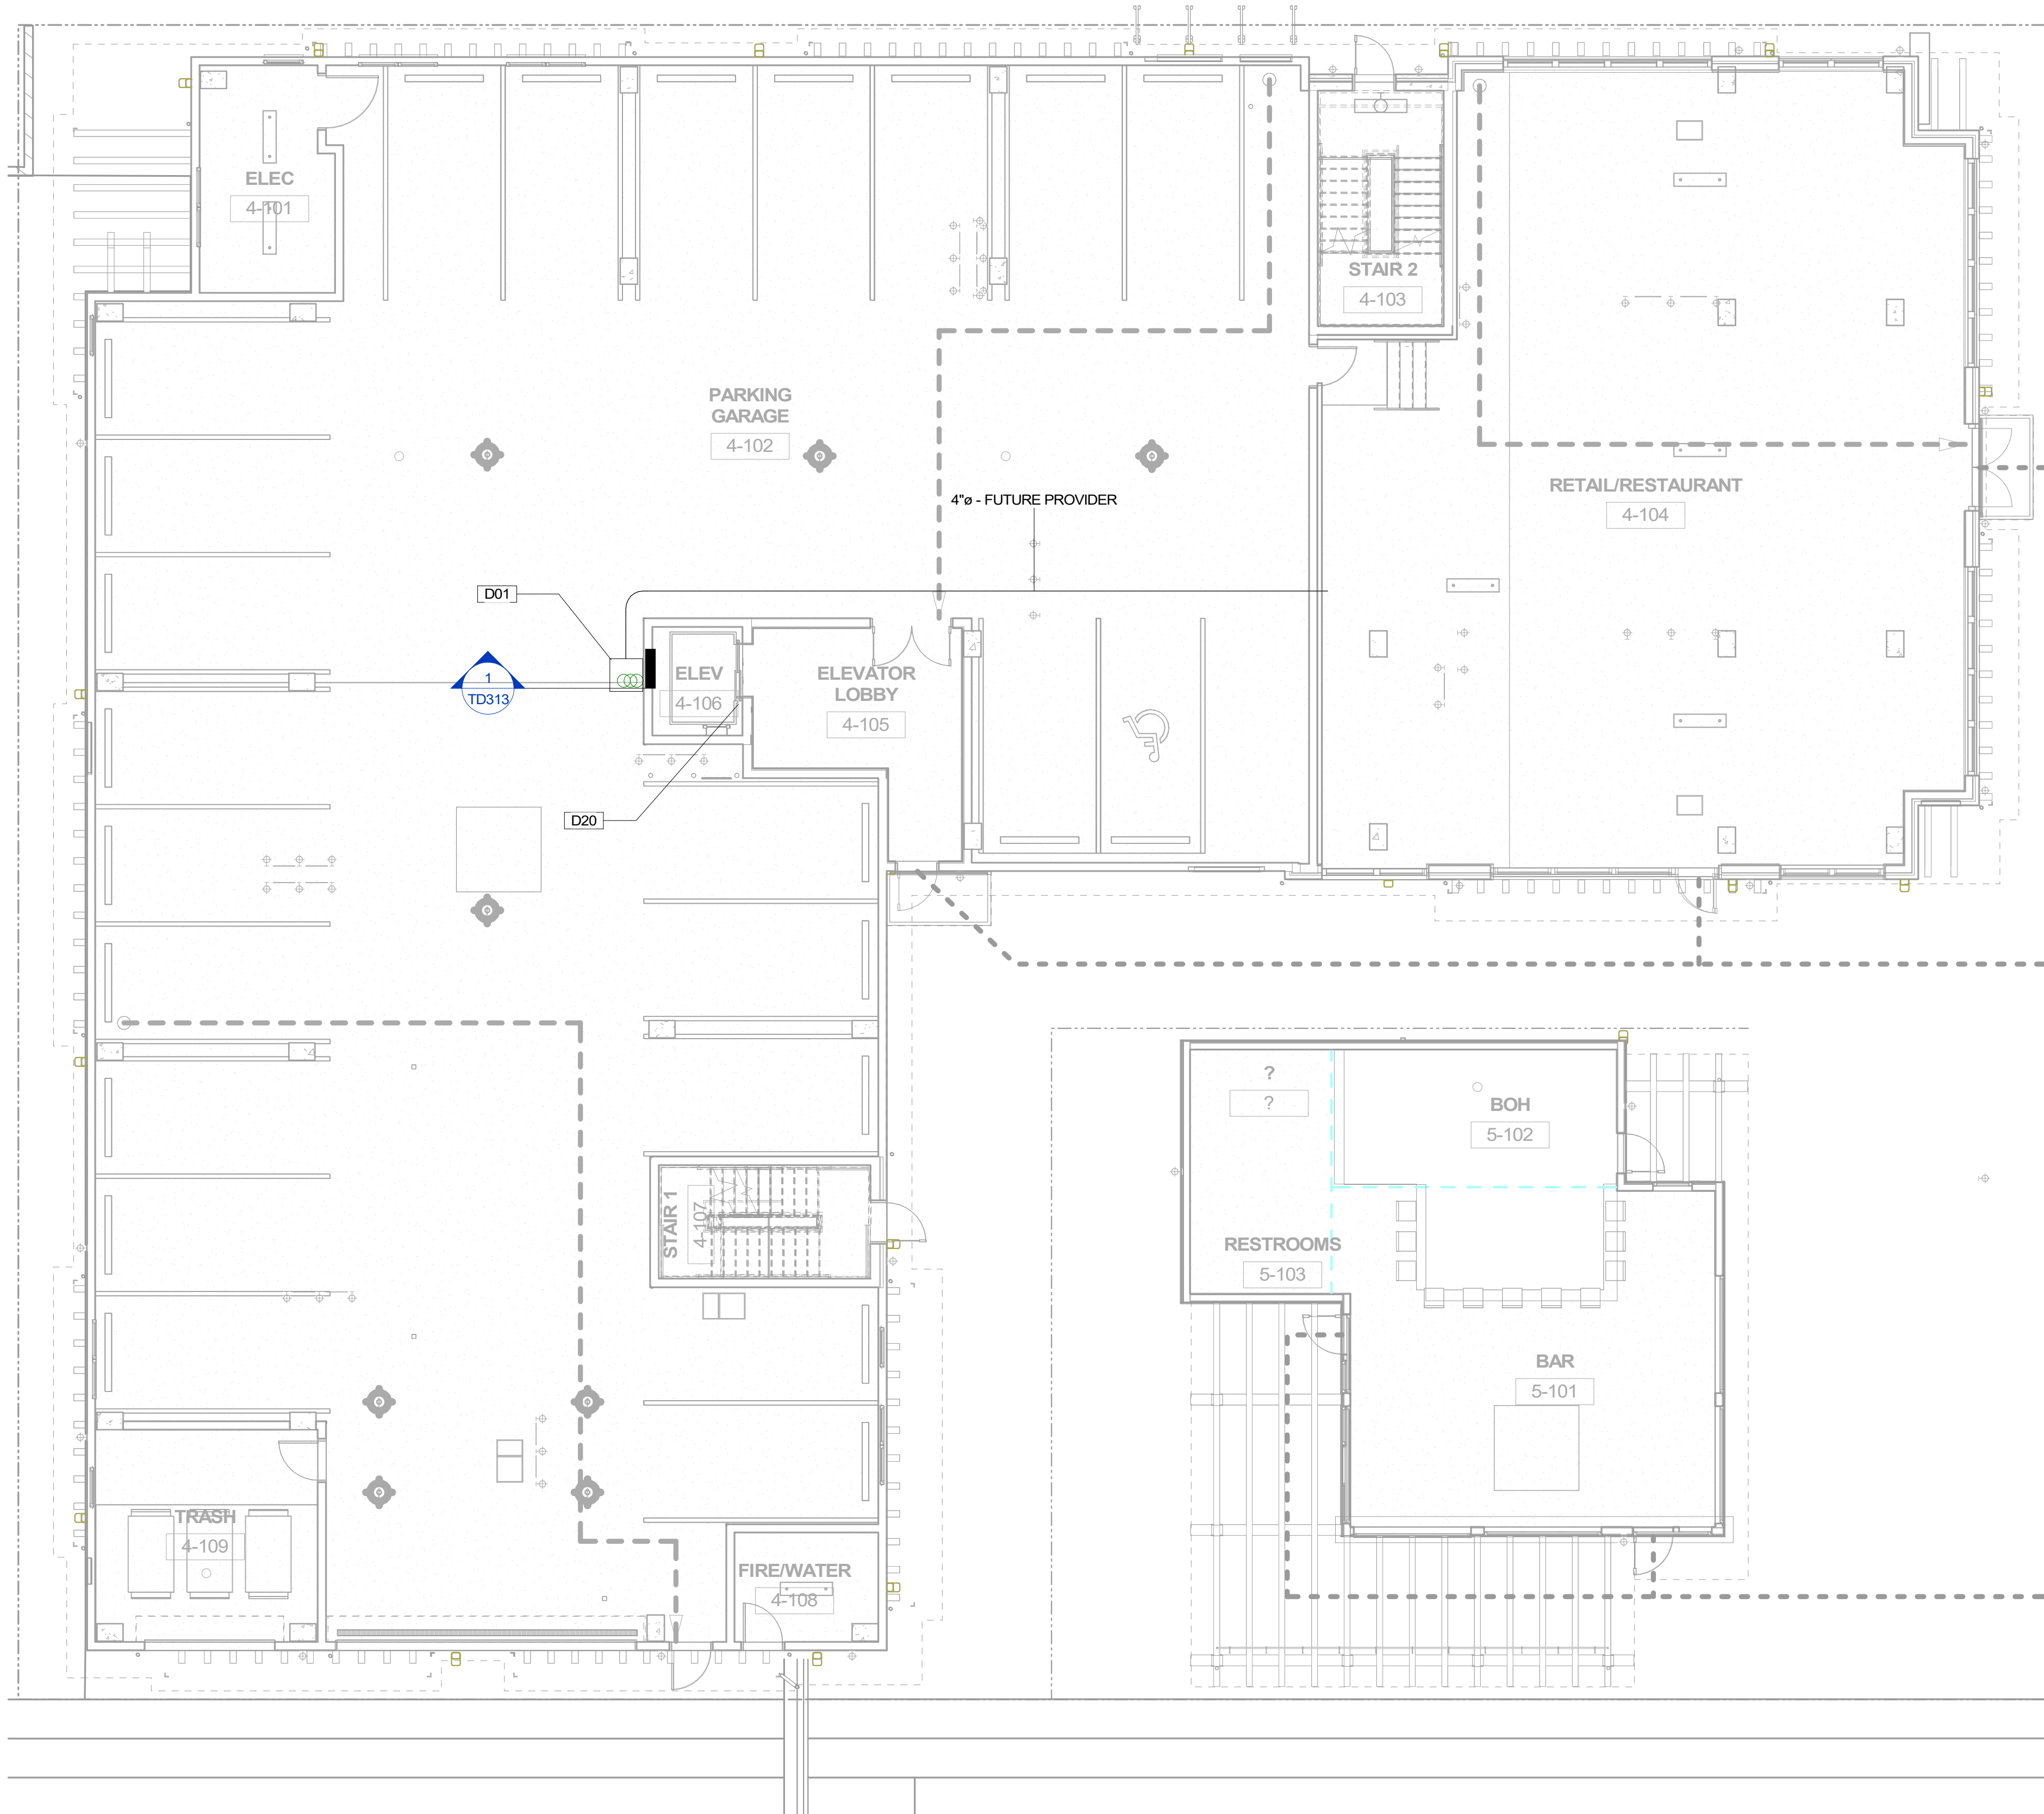 ELEC
4-101
STAIR 2
4-103
PARKING
GARAGE
4-102
RETAIL/RESTAURANT
4-104
4"ø - FUTURE PROVIDER
D01
1
TD313
ELEV
4-106
ELEVATOR
LOBBY
4-105
D20
?
?
BOH
5-102
STAIR 1
4-107
RESTROOMS
5-103
BAR
5-101
TRASH
4-109
FIRE/WATER
4-108